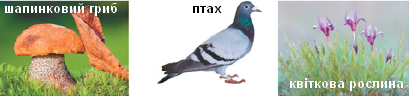 шапинковий гриб
птах
квіткова рослина